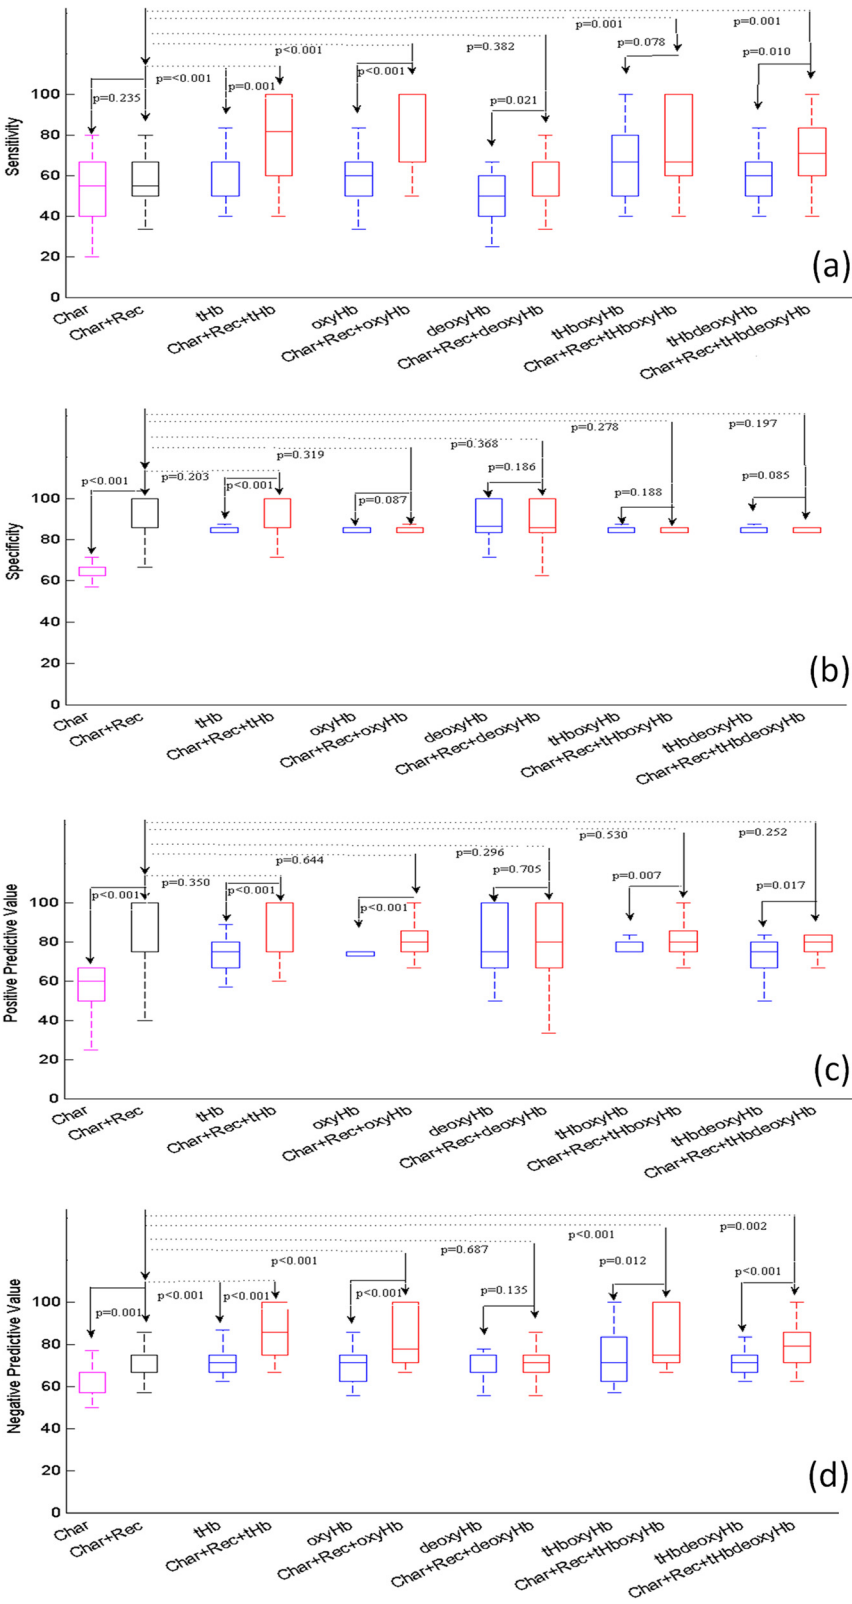 p=0.001
p=0.001
p<0.001
p=0.382
p=0.078
p=0.010
p=<0.001
p=0.001
p<0.001
p=0.235
p=0.021
100
80
60
40
20
0
Sensitivity
(a)
Char
Char+Rec
tHb
Char+Rec+tHb
oxyHb
Char+Rec+oxyHb
deoxyHb
Char+Rec+deoxyHb
tHboxyHb
Char+Rec+tHboxyHb
tHbdeoxyHb
Char+Rec+tHbdeoxyHb
p=0.197
p=0.278
p=0.368
p=0.319
p<0.001
p=0.203
p<0.001
p=0.087
p=0.186
p=0.188
p=0.085
100
80
60
40
20
0
Specificity
(b)
Char
Char+Rec
tHb
Char+Rec+tHb
oxyHb
Char+Rec+oxyHb
deoxyHb
Char+Rec+deoxyHb
tHboxyHb
Char+Rec+tHboxyHb
tHbdeoxyHb
Char+Rec+tHbdeoxyHb
p=0.252
p=0.530
p=0.296
p=0.644
p=0.705
p=0.007
p=0.017
p<0.001
p=0.350
p<0.001
p<0.001
100
80
60
40
20
0
Positive Predictive Value
(c)
Char
Char+Rec
tHb
Char+Rec+tHb
oxyHb
Char+Rec+oxyHb
deoxyHb
Char+Rec+deoxyHb
tHboxyHb
Char+Rec+tHboxyHb
tHbdeoxyHb
Char+Rec+tHbdeoxyHb
p=0.002
p<0.001
p=0.687
p<0.001
p=0.012
p<0.001
p=0.001
p<0.001
p<0.001
p<0.001
p=0.135
100
80
60
40
20
0
Negative Predictive Value
(d)
Char
Char+Rec
tHb
Char+Rec+tHb
oxyHb
Char+Rec+oxyHb
deoxyHb
Char+Rec+deoxyHb
tHboxyHb
Char+Rec+tHboxyHb
tHbdeoxyHb
Char+Rec+tHbdeoxyHb